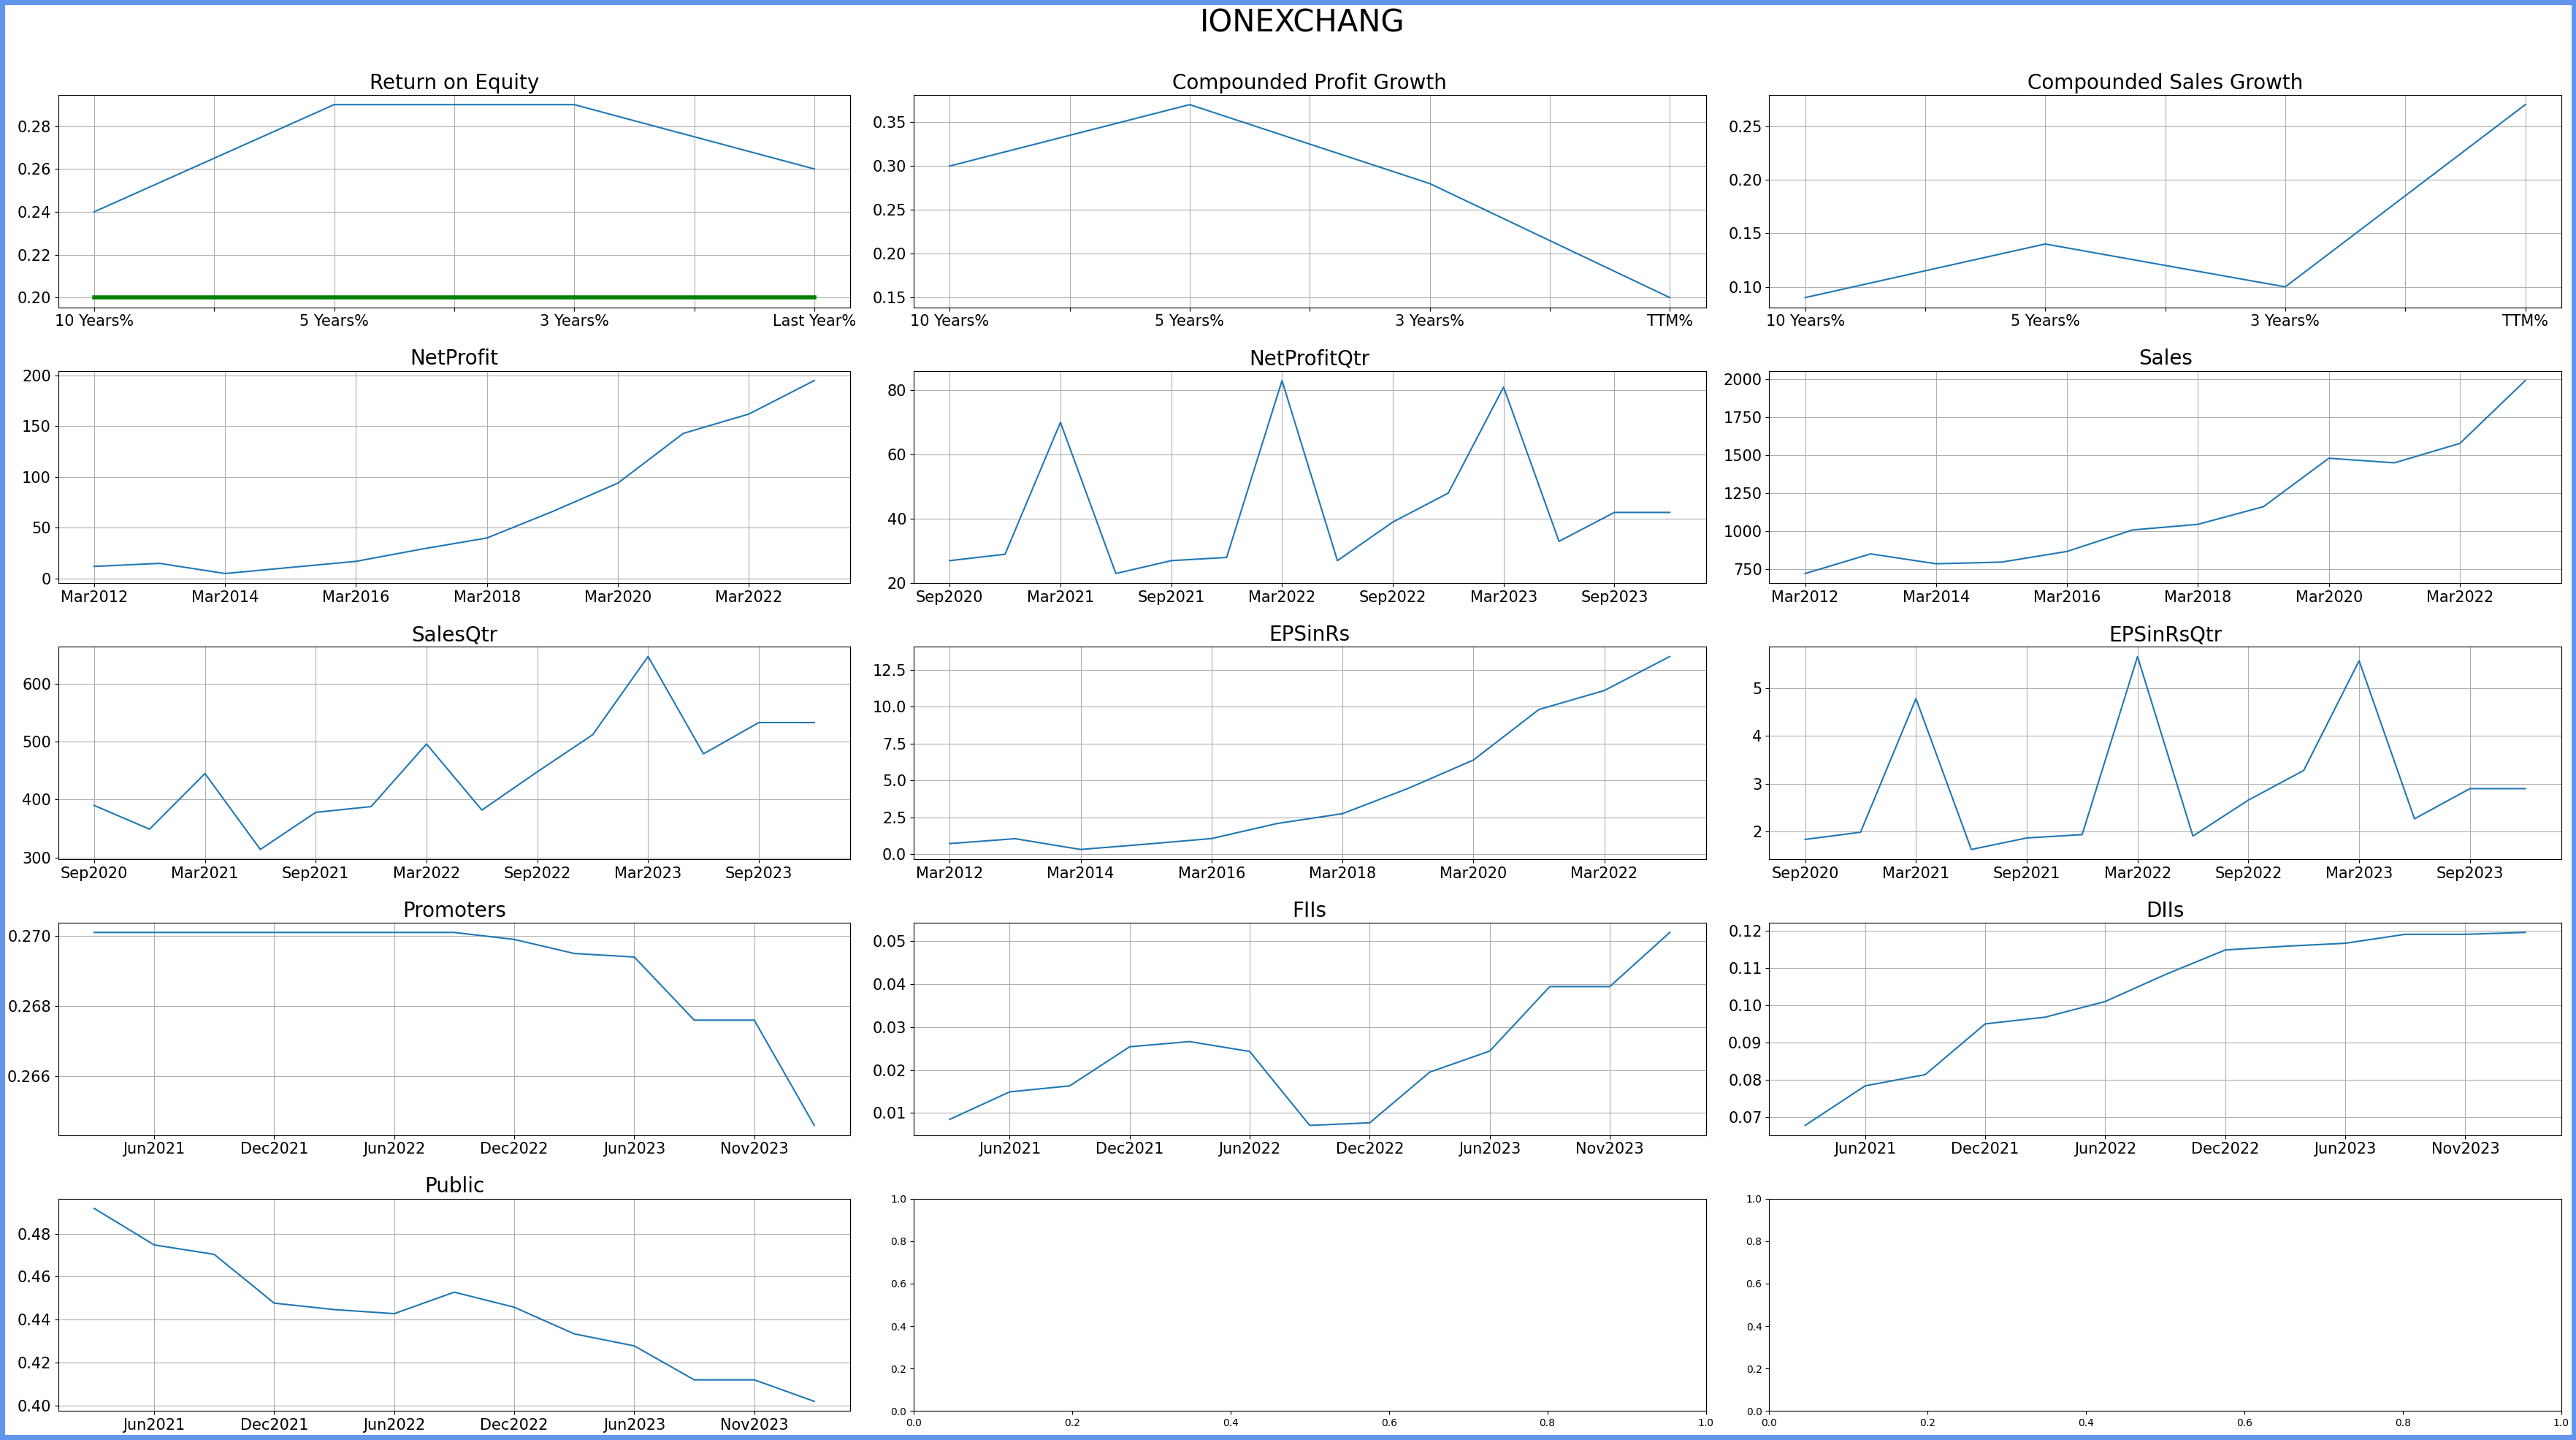 IONEXCHANG
Return on Equity
0.28
0.26
0.24
0.22
0.20
10 Years% 5 Years% 3 Years% Last Year%
Compounded Profit Growth
0.35
0.30
0.25
0.20
0.15
10 Years% 5 Years% 3 Years% TTM%
Compounded Sales Growth
0.25
0.20
0.15
0.10
10 Years% 5 Years% 3 Years% TTM%
NetProfit
200
150
100
50
0
Mar2012 Mar2014 Mar2016 Mar2018 Mar2020 Mar2022
NetProfitQtr
80
60
40
20
Sep2020 Mar2021 Sep2021 Mar2022 Sep2022 Mar2023 Sep2023
Sales
2000
1750
1500
1250
1000
750
Mar2012 Mar2014 Mar2016 Mar2018 Mar2020 Mar2022
SalesQtr
600
500
400
300
Sep2020 Mar2021 Sep2021 Mar2022 Sep2022 Mar2023 Sep2023
EPSinRs
12.5
10.0
7.5
5.0
2.5
0.0
Mar2012 Mar2014 Mar2016 Mar2018 Mar2020 Mar2022
EPSinRsQtr
5
4
3
2
Sep2020 Mar2021 Sep2021 Mar2022 Sep2022 Mar2023 Sep2023
Promoters
0.270
0.268
0.266
Jun2021 Dec2021 Jun2022 Dec2022 Jun2023 Nov2023
FIIs
0.05
0.04
0.03
0.02
0.01
Jun2021 Dec2021 Jun2022 Dec2022 Jun2023 Nov2023
DIIs
0.12
0.11
0.10
0.09
0.08
0.07
Jun2021 Dec2021 Jun2022 Dec2022 Jun2023 Nov2023
Public
0.48
0.46
0.44
0.42
0.40
Jun2021 Dec2021 Jun2022 Dec2022 Jun2023 Nov2023
1.0
0.8
0.6
0.4
0.2
0.0
0.0 0.2 0.4 0.6 0.8 1.0
1.0
0.8
0.6
0.4
0.2
0.0
0.0 0.2 0.4 0.6 0.8 1.0